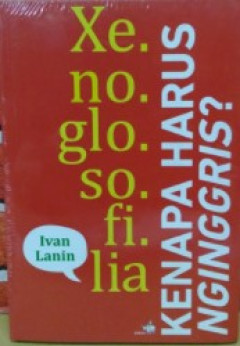 Xe.
no.
glo.
so.
fi.
lia
KENAPA HARUS
NGINGGRIS?
Ivan
Lanin